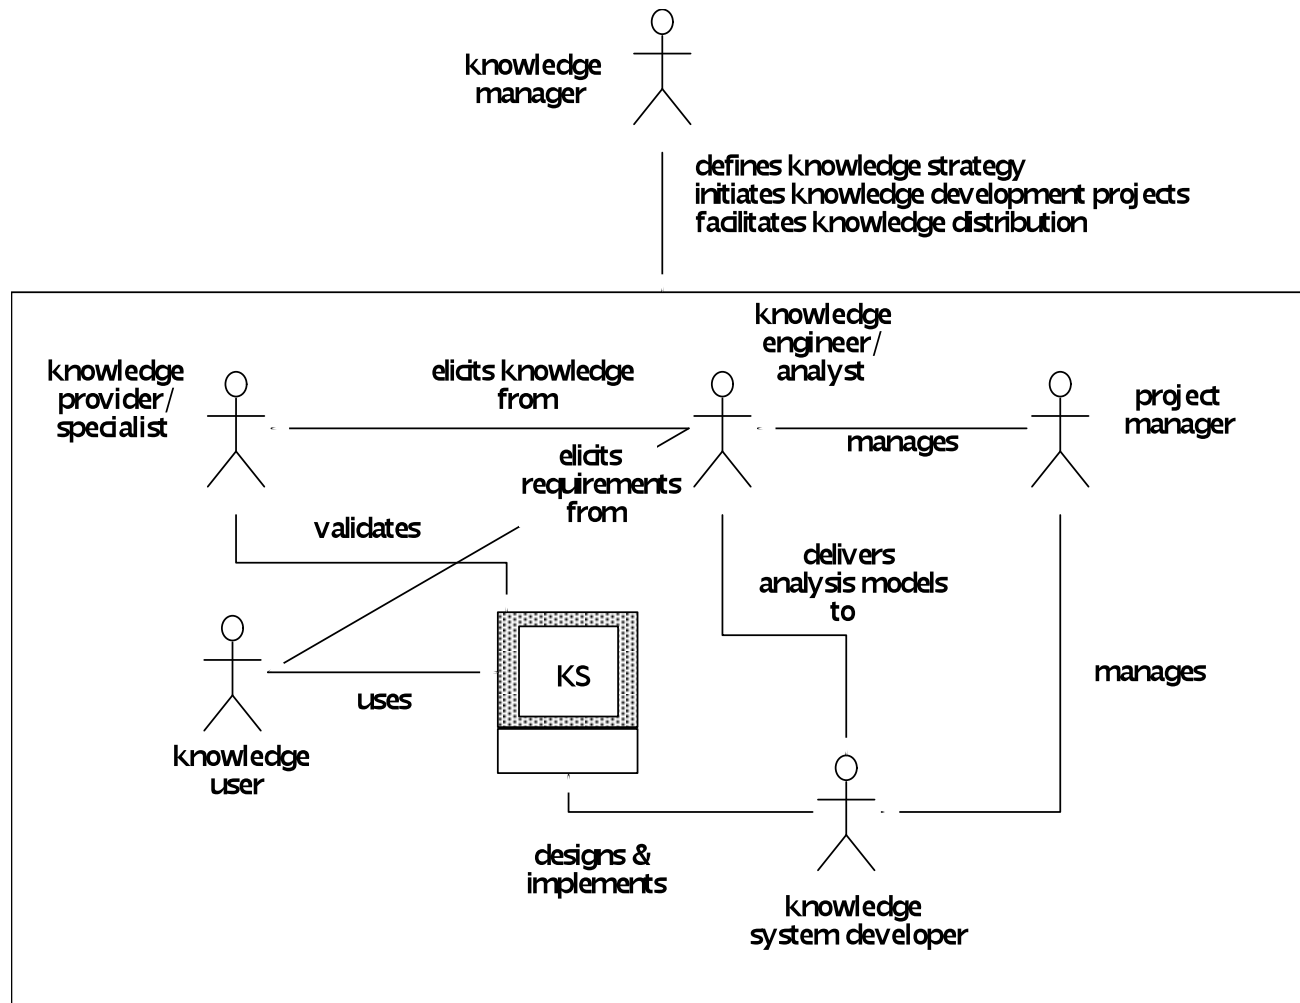 knowledge
manager
defines knowledge strategy
initiates knowledge development projects
facilitates knowledge distribution
knowledge
engineer/
analyst
knowledge
provider/
specialist
elicits knowledge
from
project
manager
manages
elicits
requirements
from
validates
delivers
analysis models
to
KS
manages
uses
knowledge
user
designs &
implements
knowledge
system developer